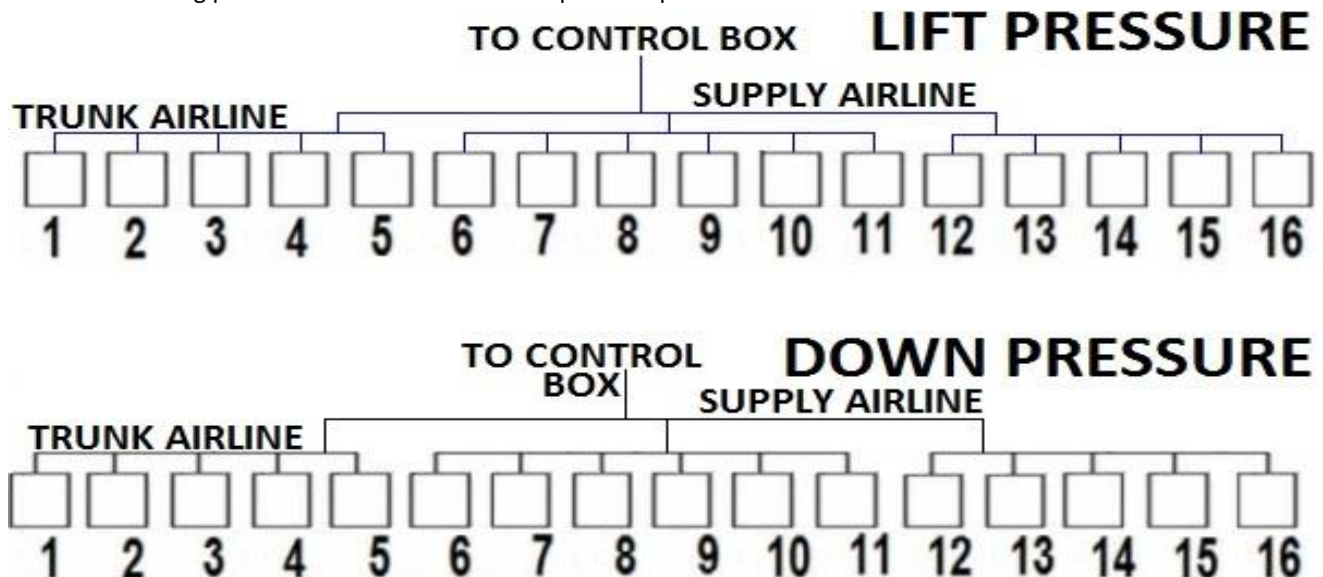 TO CONTROL BOX LIFT PRESSURE
TRUNK AIRLINE SUPPLY AIRLINE
1 2 3 4 5 6 7 8 9 10 11 12 13 14 15 16
TO CONTROL BOX DOWN PRESSURE
TRUNK AIRLINE SUPPLY AIRLINE
1 2 3 4 5 6 7 8 9 10 11 12 13 14 15 16